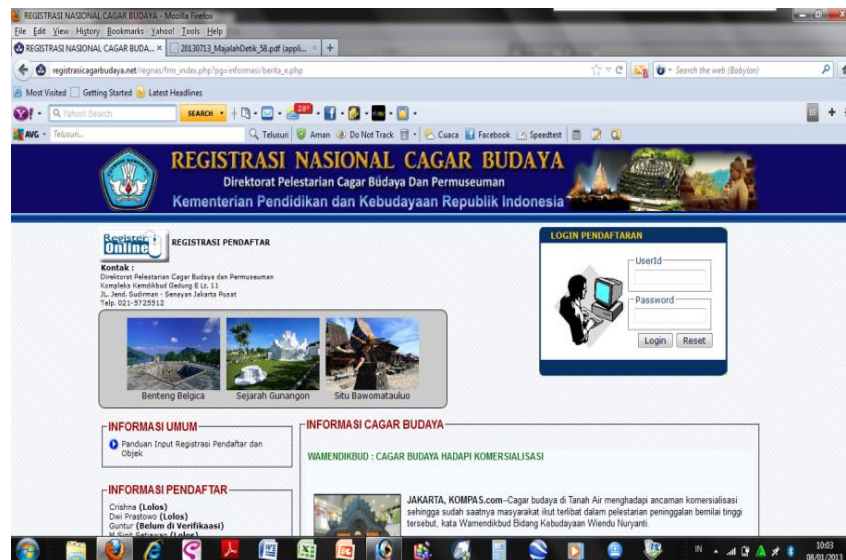 REGISTRASI NASIONAL CAGAR BUDAYA - Mozilla Firefox
File Edit View History Bookmarks Yahoo! Tools Help
REGISTRASI NASIONAL CAGAR BUDA... × 20130713_MajalahDetik_58.pdf (appli... × +
registrasicagarbudaya.net/regnas/frm_index.php?pg=informasi/berita_e.php Search the web (Babylon)
Most Visited Getting Started Latest Headlines
Y! Yahoo! Search SEARCH
AVG Telusuri... Telusuri Aman Do Not Track Cuaca Facebook Speedtest
REGISTRASI NASIONAL CAGAR BUDAYA
Direktorat Pelestarian Cagar Budaya Dan Permuseuman
Kementerian Pendidikan dan Kebudayaan Republik Indonesia
Register Online REGISTRASI PENDAFTAR
Kontak :
Direktorat Pelestarian Cagar Budaya dan Permuseuman
Kompleks Kemdikbud Gedung E Lt. 11
JL. Jend. Sudirman - Senayan Jakarta Pusat
Telp. 021-5725512
LOGIN PENDAFTARAN
UserId
Password
Login Reset
Benteng Belgica Sejarah Gunangon Situ Bawomataulu
INFORMASI UMUM
Panduan Input Registrasi Pendaftar dan
Objek
INFORMASI PENDAFTAR
Crishna (Lolos)
Dwi Prastowo (Lolos)
Guntur (Belum di Verifikaasi)
M Sigit Setiawan (Lolos)
INFORMASI CAGAR BUDAYA
WAMENDIKBUD : CAGAR BUDAYA HADAPI KOMERSIALISASI
JAKARTA, KOMPAS.com--Cagar budaya di Tanah Air menghadapi ancaman komersialisasi
sehingga sudah saatnya masyarakat ikut terlibat dalam pelestarian peninggalan bernilai tinggi
tersebut, kata Wamendikbud Bidang Kebudayaan Wiendu Nuryanti.
IN 10:03
08/01/2013